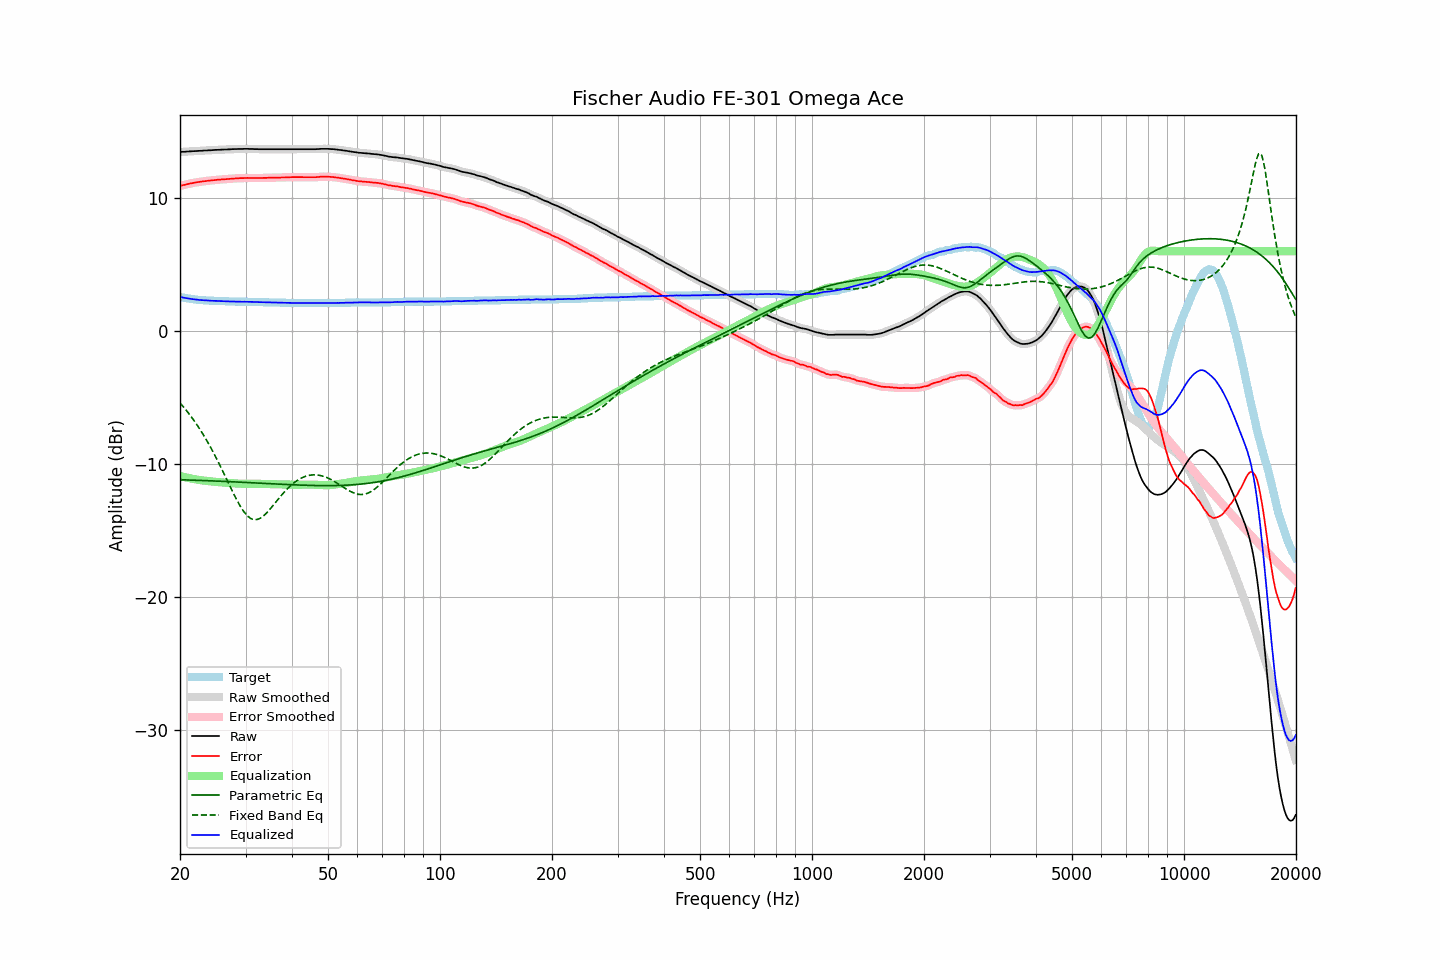 Fischer Audio FE-301 Omega Ace
Amplitude (dBr)
10
0
−10
−20
−30
Target
Raw Smoothed
Error Smoothed
Raw
Error
Equalization
Parametric Eq
Fixed Band Eq
Equalized
20 50 100 200 500 1000 2000 5000 10000 20000
Frequency (Hz)